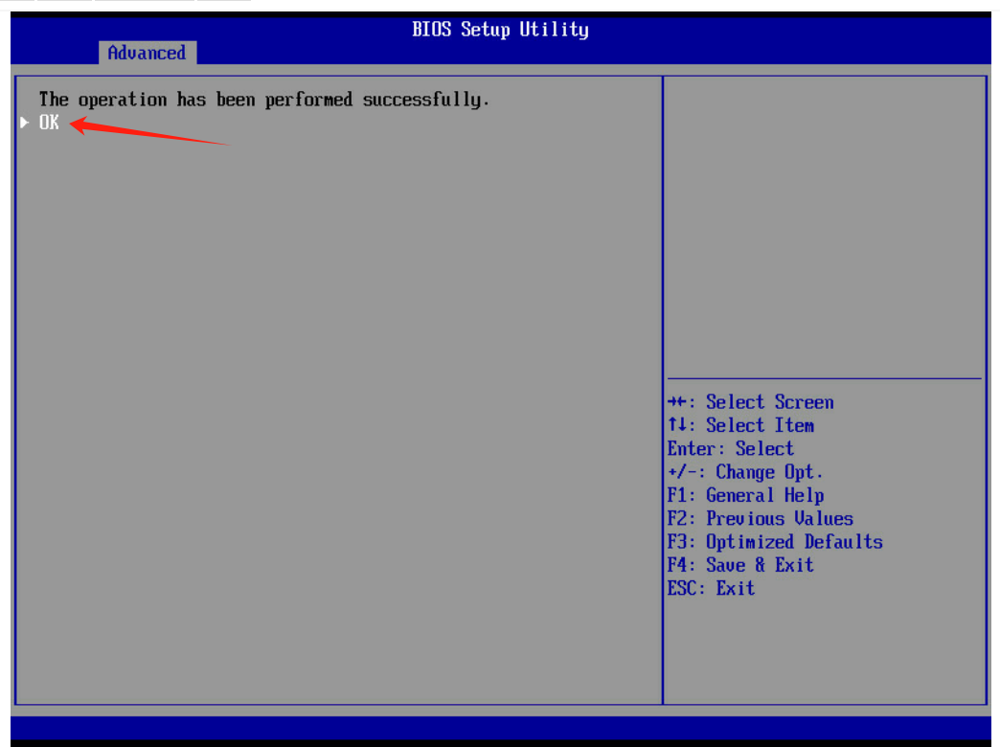 BIOS Setup Utility
Advanced
The operation has been performed successfully.
OK
→←: Select Screen
↑↓: Select Item
Enter: Select
+/-: Change Opt.
F1: General Help
F2: Previous Values
F3: Optimized Defaults
F4: Save & Exit
ESC: Exit